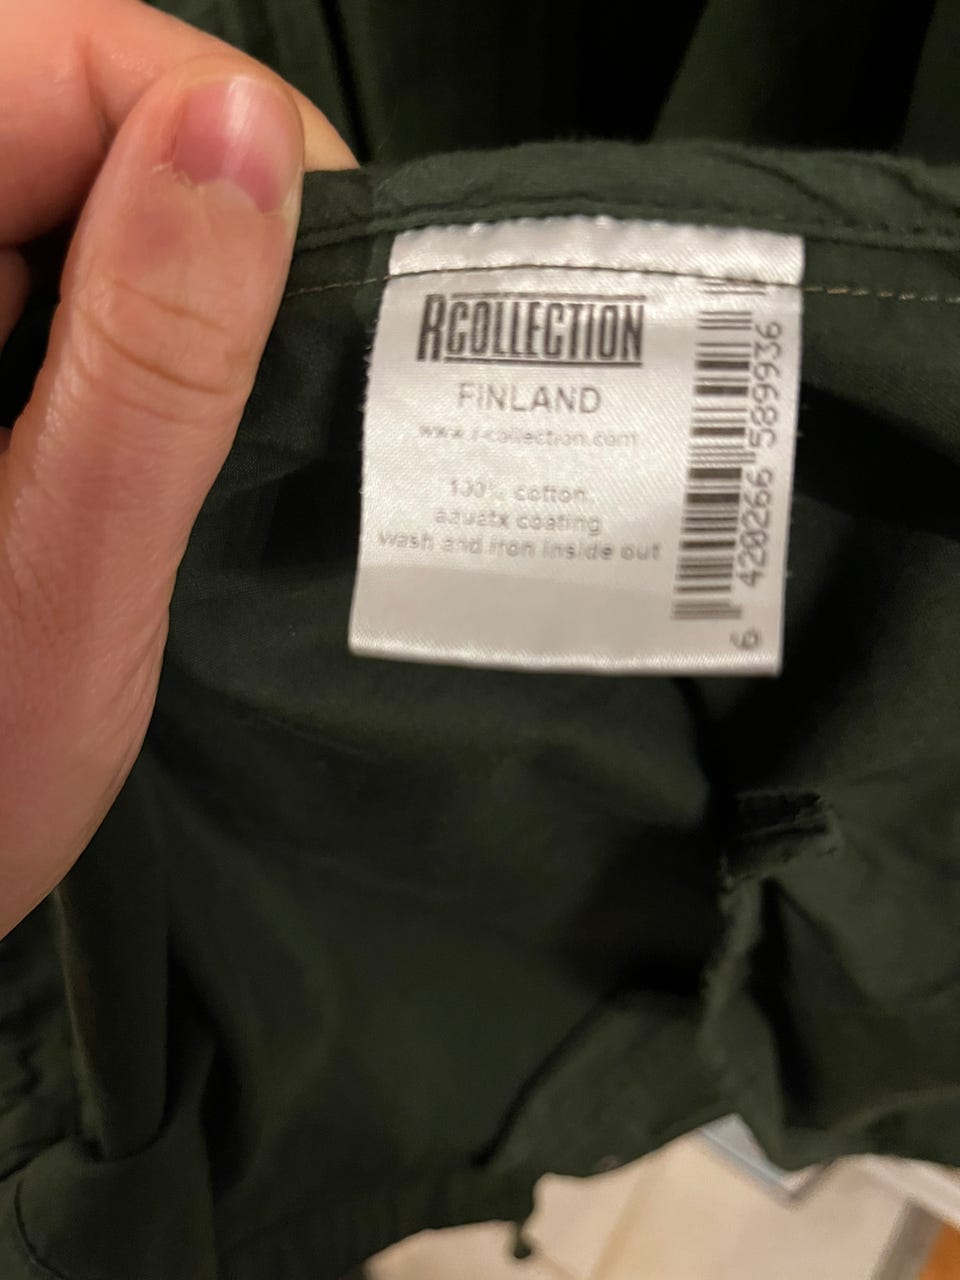 RCOLLECTION
FINLAND
www.r-collection.com
100% cotton
aquatx coating
wash and iron inside out
6 420266 589936